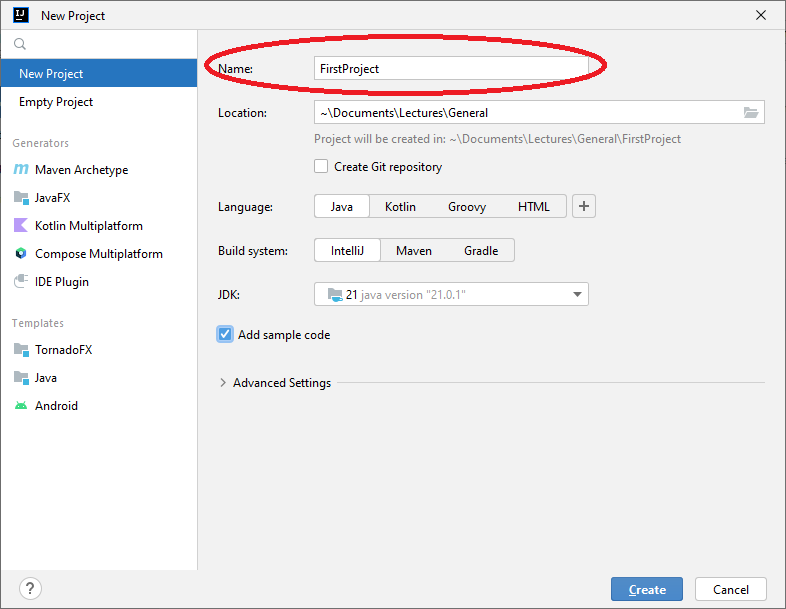 New Project
New Project
Empty Project
Generators
Maven Archetype
JavaFX
Kotlin Multiplatform
Compose Multiplatform
IDE Plugin
Templates
TornadoFX
Java
Android
Name: FirstProject
Location: ~\Documents\Lectures\General
Project will be created in: ~\Documents\Lectures\General\FirstProject
Create Git repository
Language: Java Kotlin Groovy HTML +
Build system: IntelliJ Maven Gradle
JDK: 21 java version "21.0.1"
Add sample code
Advanced Settings
? Create Cancel